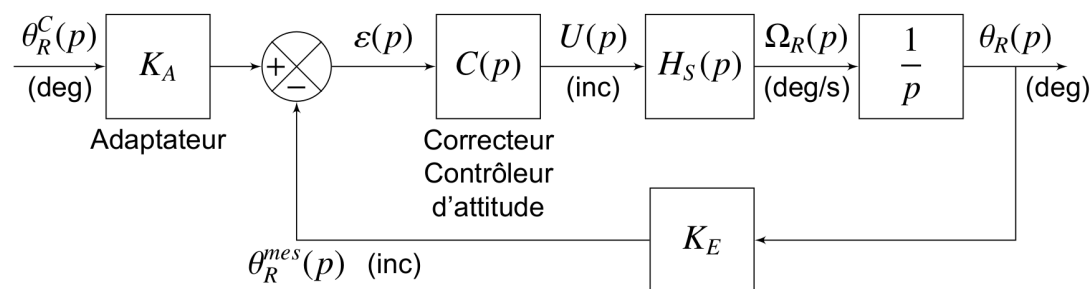 θ_R^C(p)
(deg)
K_A
Adaptateur
+
−
ε(p)
C(p)
Correcteur
Contrôleur
d'attitude
U(p)
(inc)
H_S(p)
Ω_R(p)
(deg/s)
1
p
θ_R(p)
(deg)
K_E
θ_R^{mes}(p) (inc)